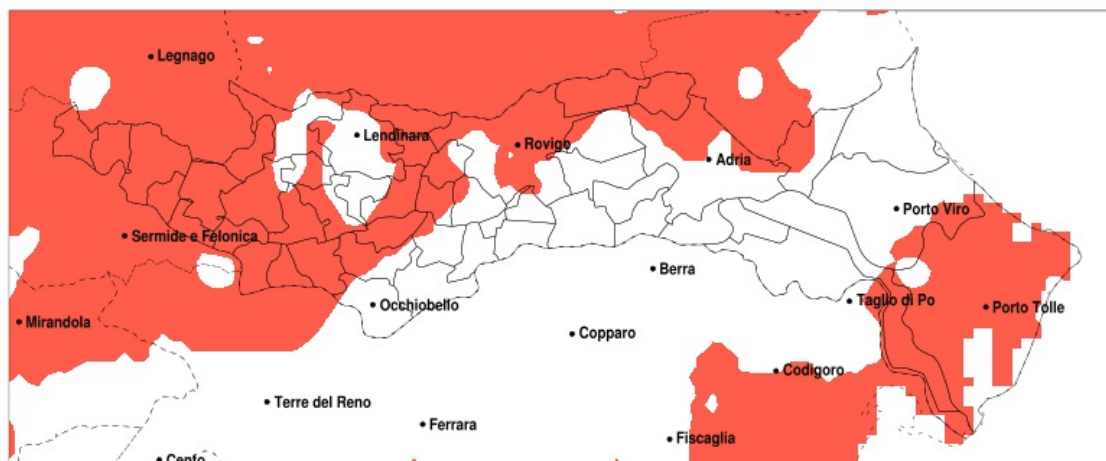 Legnago
Lendinara
Rovigo
Adria
Porto Viro
Sermide e Felonica
Berra
Taglio di Po
Porto Tolle
Occhiobello
Mirandola
Copparo
Codigoro
Terre del Reno
Ferrara
Fiscaglia
Cento